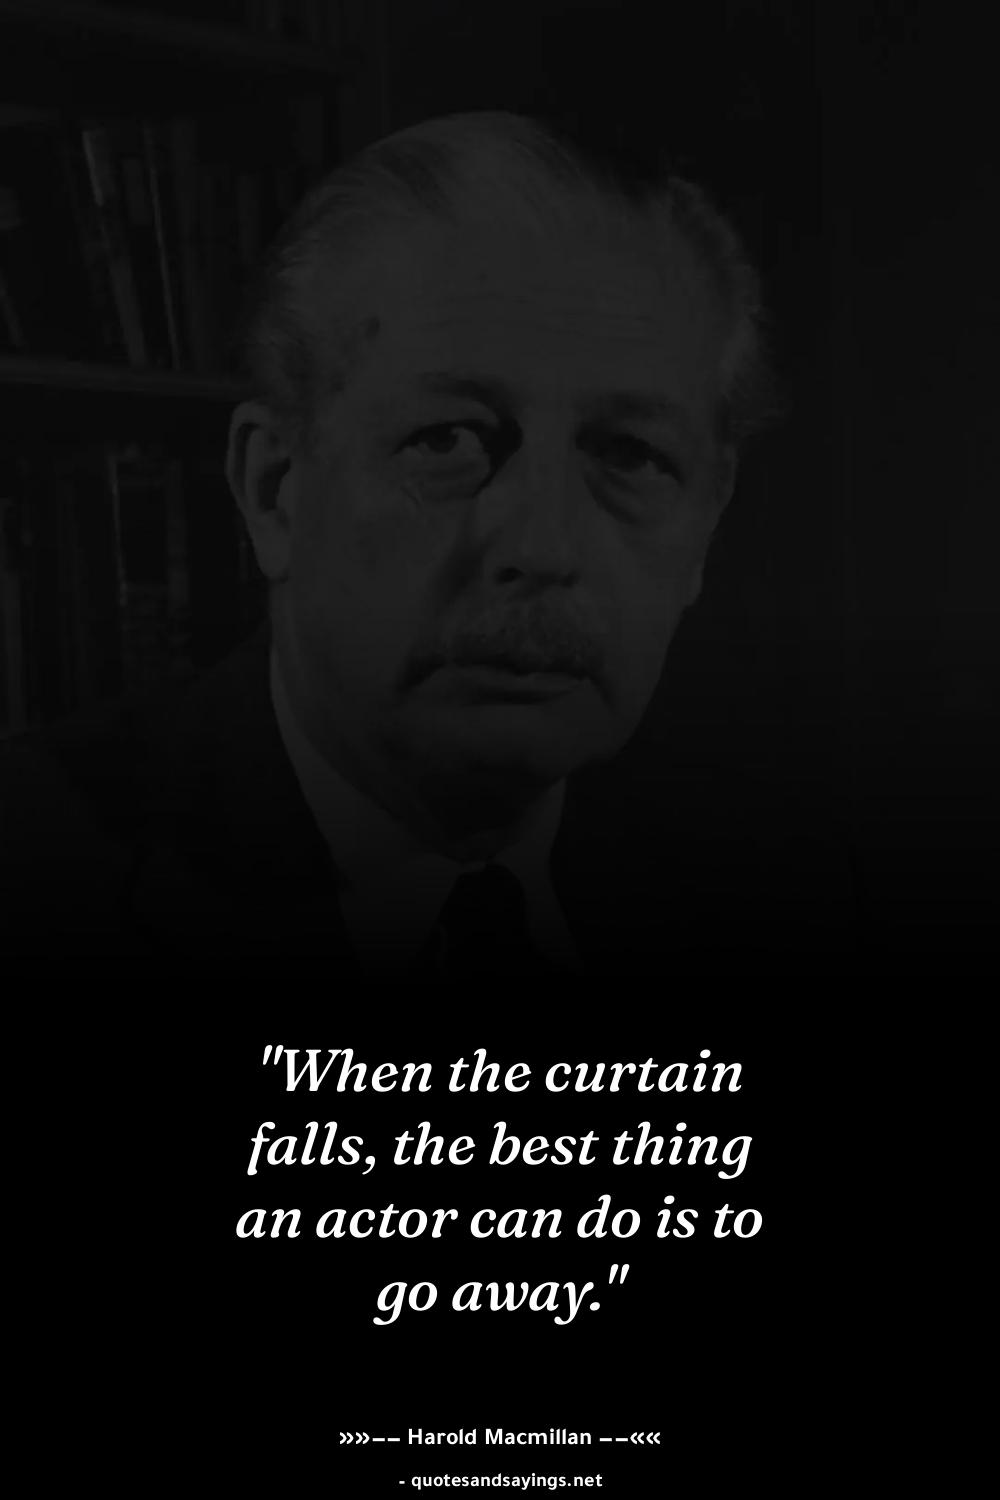 "When the curtain
falls, the best thing
an actor can do is to
go away."
»»–– Harold Macmillan ––««
- quotesandsayings.net